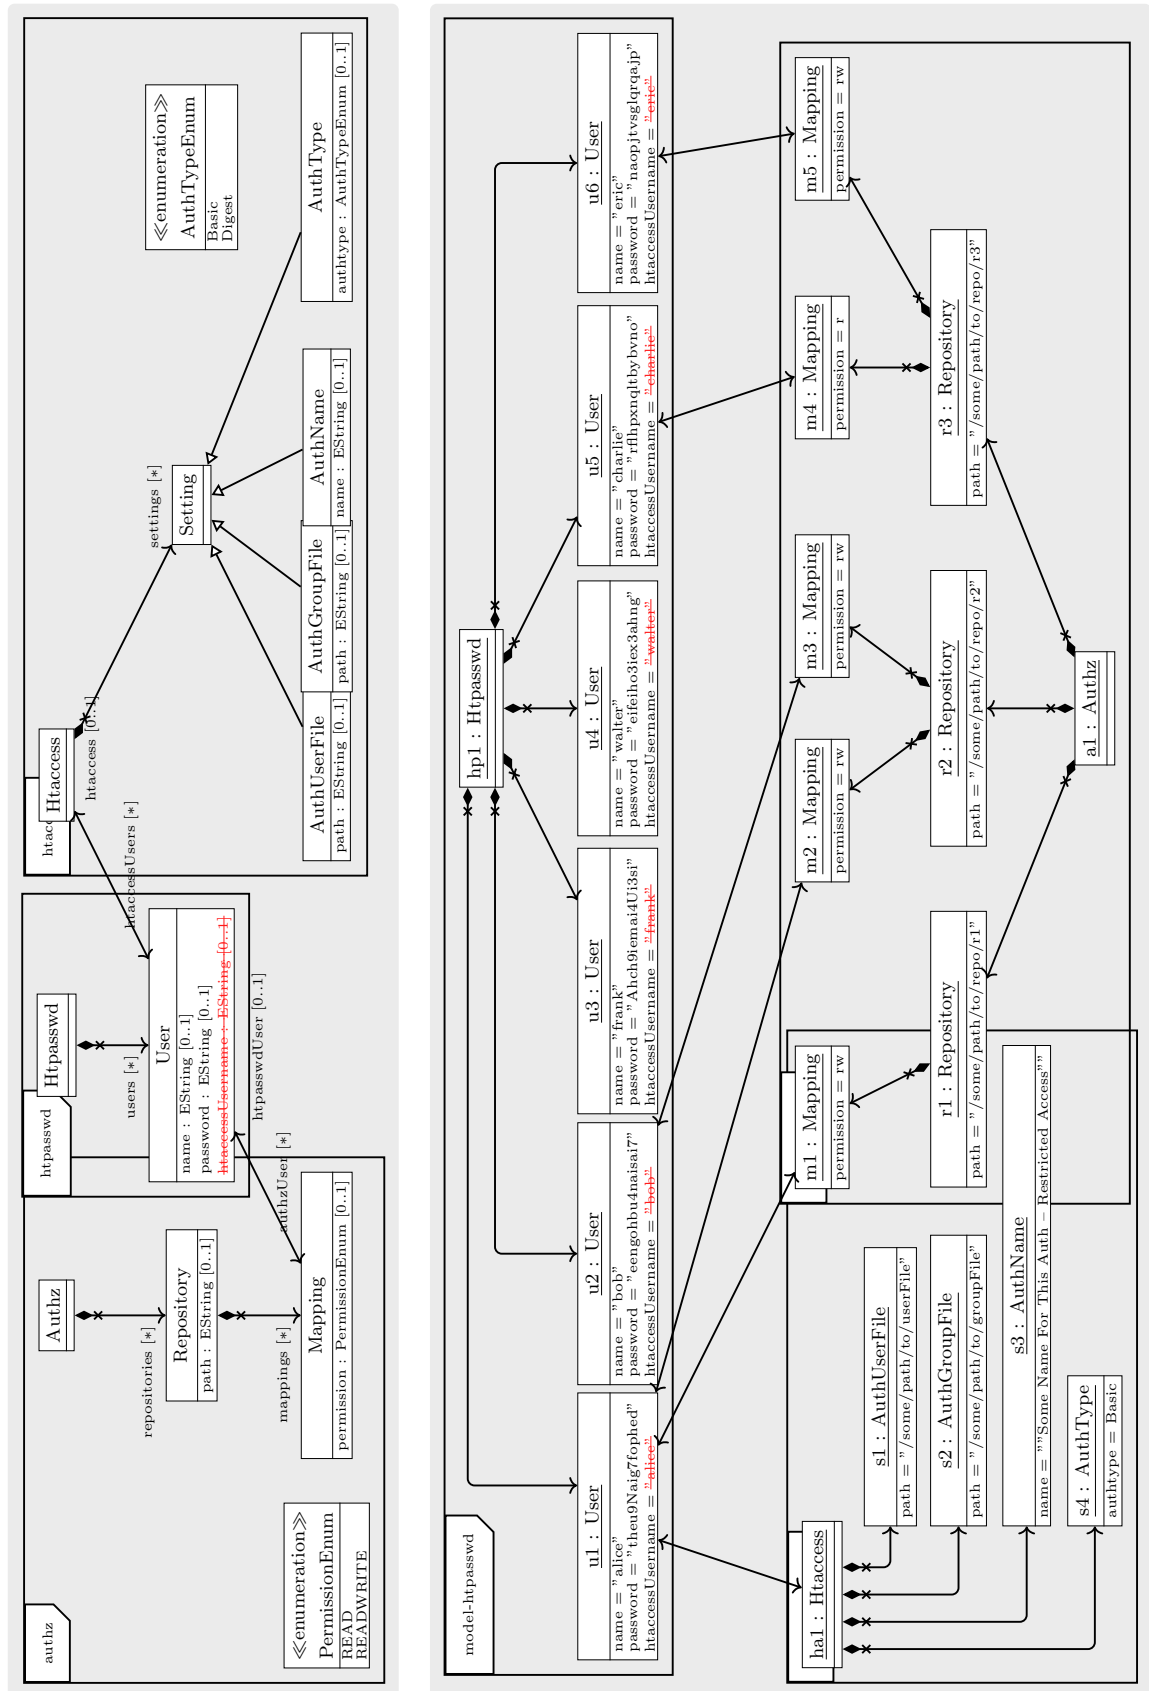 authz
Authz
repositories [*]
Repository
path : EString [0..1]
mappings [*]
Mapping
permission : PermissionEnum [0..1]
≪enumeration≫
PermissionEnum
READ
READWRITE
authzUser [*]
htpasswdUser [0..1]
htpasswd
Htpasswd
users [*]
User
name : EString [0..1]
password : EString [0..1]
htaccessUsername : EString [0..1]
htaccessUsers [*]
htaccess [0..1]
Htaccess
settings [*]
Setting
AuthUserFile
path : EString [0..1]
AuthGroupFile
path : EString [0..1]
AuthName
name : EString [0..1]
AuthType
authtype : AuthTypeEnum [0..1]
≪enumeration≫
AuthTypeEnum
Basic
Digest
model-htpasswd
hp1 : Htpasswd
u1 : User
name = "alice"
password = "theu9Naig7fophed"
htaccessUsername = "alice"
u2 : User
name = "bob"
password = "eengohbu4naisai7"
htaccessUsername = "bob"
u3 : User
name = "frank"
password = "Ahch9iemai4Ui3si"
htaccessUsername = "frank"
u4 : User
name = "walter"
password = "eifeiho3iex3ahng"
htaccessUsername = "walter"
u5 : User
name = "charlie"
password = "rflhpxnqltbybvno"
htaccessUsername = "charlie"
u6 : User
name = "eric"
password = "naopjtvsglqrqajp"
htaccessUsername = "eric"
m1 : Mapping
permission = rw
m2 : Mapping
permission = rw
m3 : Mapping
permission = rw
m4 : Mapping
permission = r
m5 : Mapping
permission = rw
r1 : Repository
path = "/some/path/to/repo/r1"
r2 : Repository
path = "/some/path/to/repo/r2"
r3 : Repository
path = "/some/path/to/repo/r3"
a1 : Authz
ha1 : Htaccess
s1 : AuthUserFile
path = "/some/path/to/userFile"
s2 : AuthGroupFile
path = "/some/path/to/groupFile"
s3 : AuthName
name = ""Some Name For This Auth – Restricted Access""
s4 : AuthType
authtype = Basic